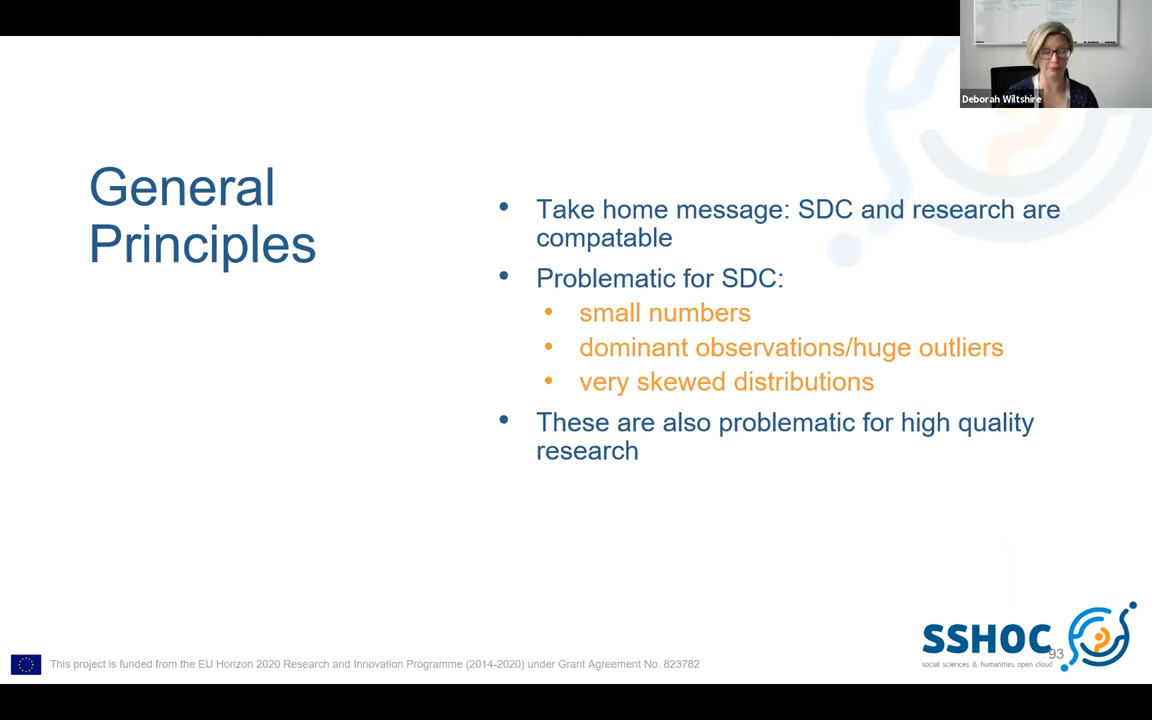 Deborah Wiltshire
General
Principles
• Take home message: SDC and research are
compatable
• Problematic for SDC:
• small numbers
• dominant observations/huge outliers
• very skewed distributions
• These are also problematic for high quality
research
SSHOC
social sciences & humanities open cloud
93
This project is funded from the EU Horizon 2020 Research and Innovation Programme (2014-2020) under Grant Agreement No. 823782